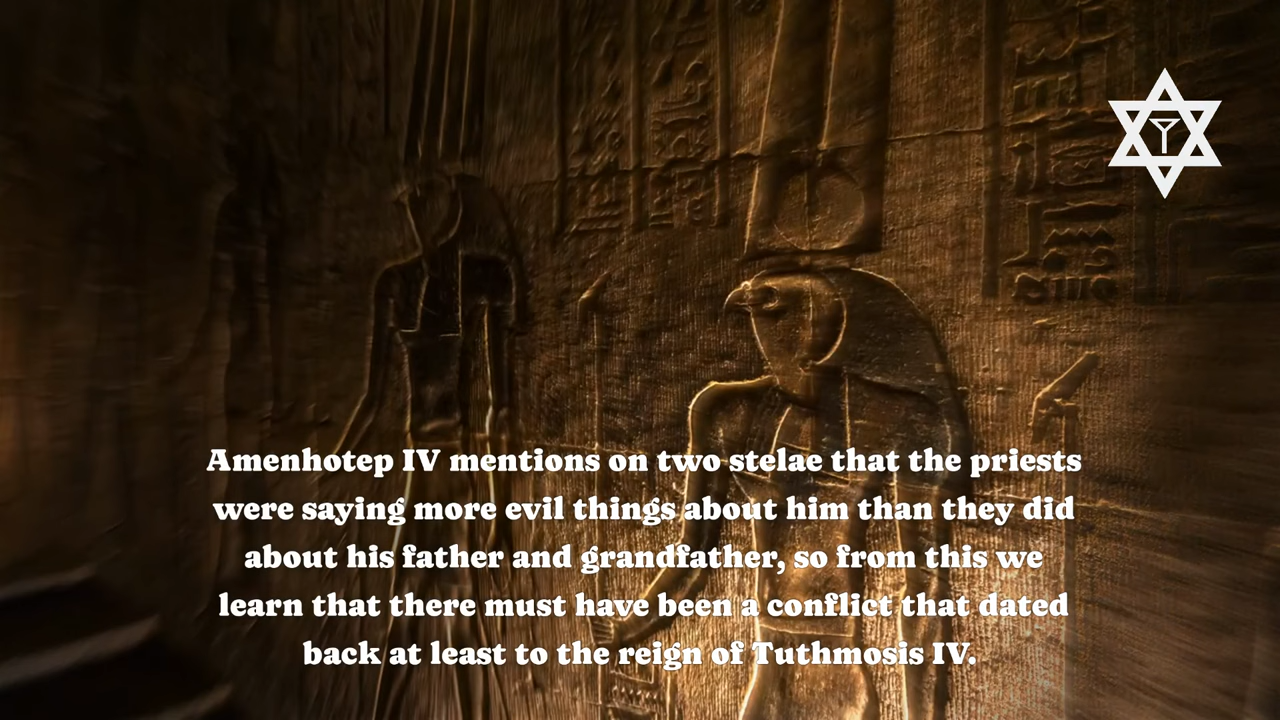 Amenhotep IV mentions on two stelae that the priests
were saying more evil things about him than they did
about his father and grandfather, so from this we
learn that there must have been a conflict that dated
back at least to the reign of Tuthmosis IV.